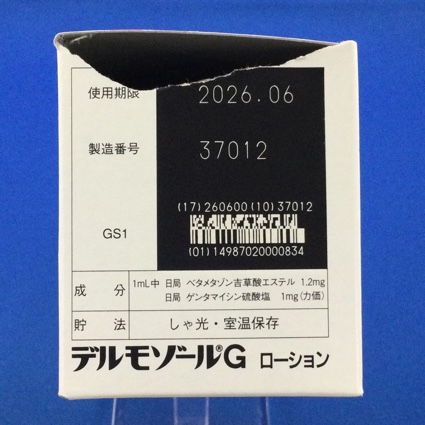 使用期限 2026.06
製造番号 37012
(17)260600(10)37012
GS1
(01)14987020000834
成分 1mL中 日局 ベタメタゾン吉草酸エステル 1.2mg
日局 ゲンタマイシン硫酸塩 1mg(力価)
貯法 しゃ光・室温保存
デルモゾール®G ローション